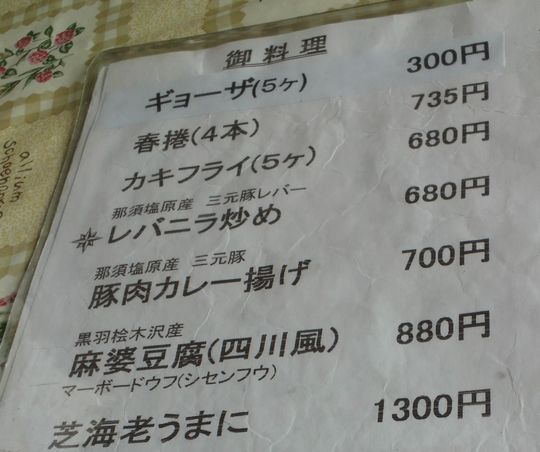 御料理
ギョーザ(5ヶ) 300円
春捲(4本) 735円
カキフライ(5ヶ) 680円
那須塩原産 三元豚レバー
レバニラ炒め 680円
那須塩原産 三元豚
豚肉カレー揚げ 700円
黒羽桧木沢産
麻婆豆腐(四川風) 880円
マーボードウフ(シセンフウ)
芝海老うまに 1300円
allium